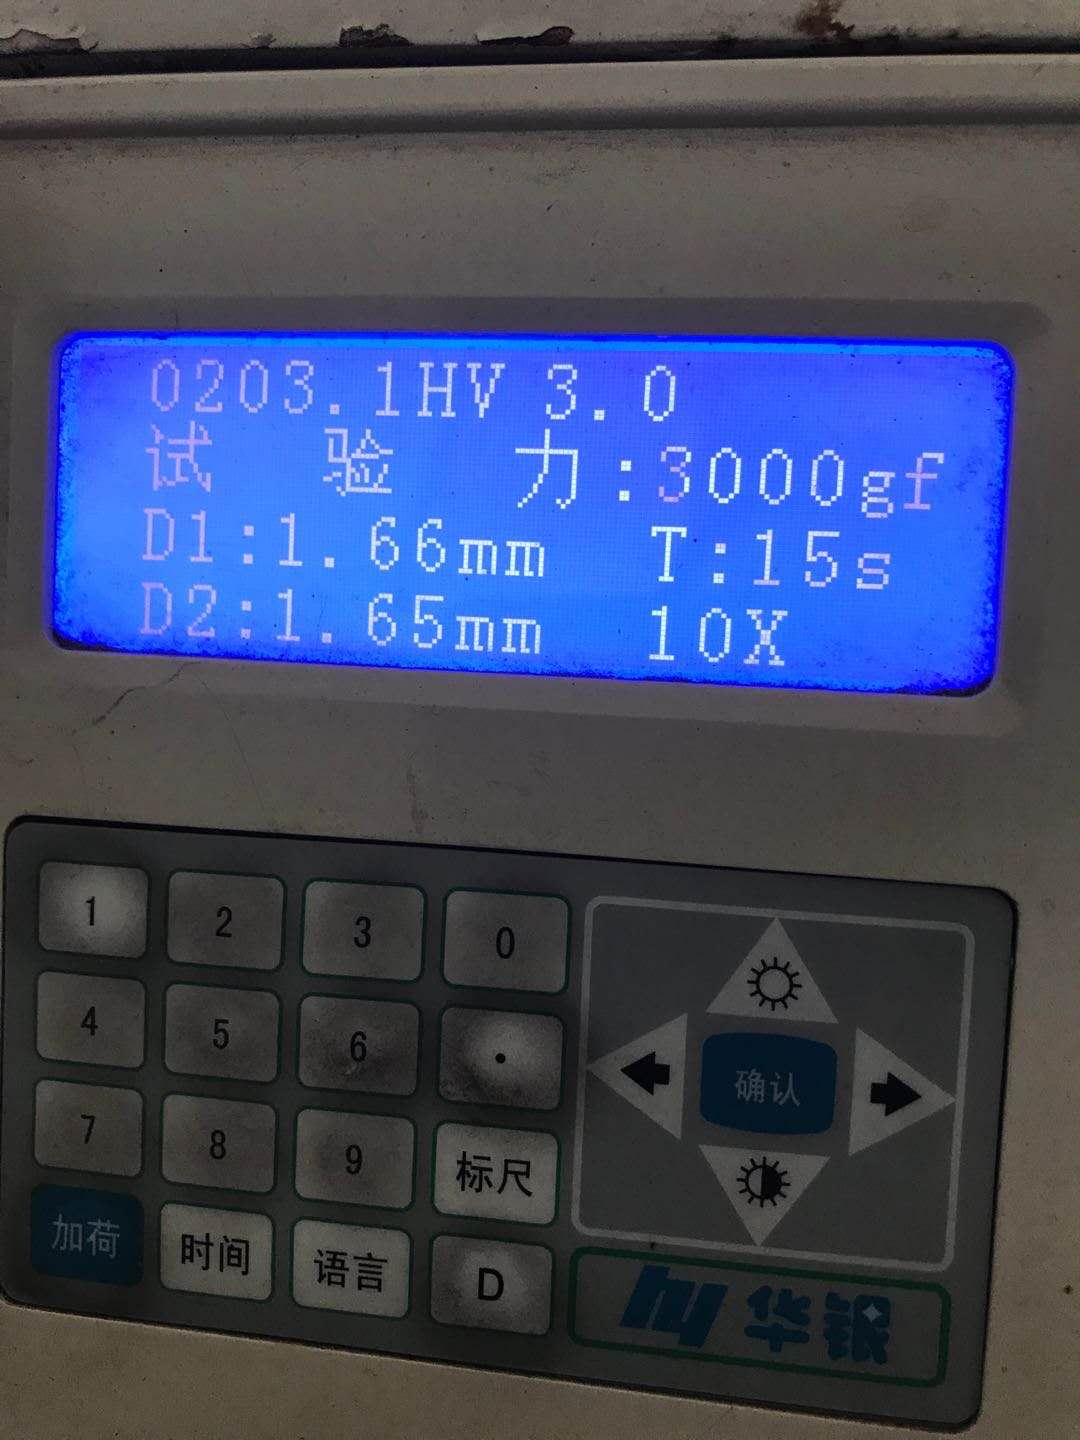 0203.1HV 3.0
试 验 力:3000gf
D1:1.66mm T:15s
D2:1.65mm 10X
1 2 3 0
4 5 6 .
确认
7 8 9 标尺
加荷 时间 语言 D
hy 华银